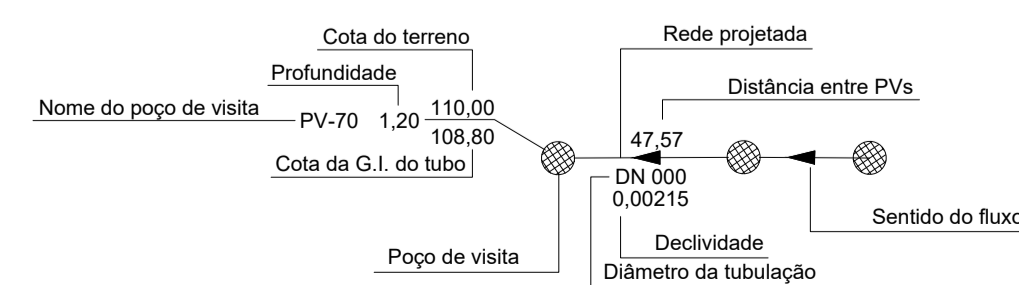 Cota do terreno
Rede projetada
Profundidade
Distância entre PVs
Nome do poço de visita
PV-70
1,20
110,00
108,80
47,57
Cota da G.I. do tubo
DN 000
0,00215
Sentido do fluxo
Poço de visita
Declividade
Diâmetro da tubulação